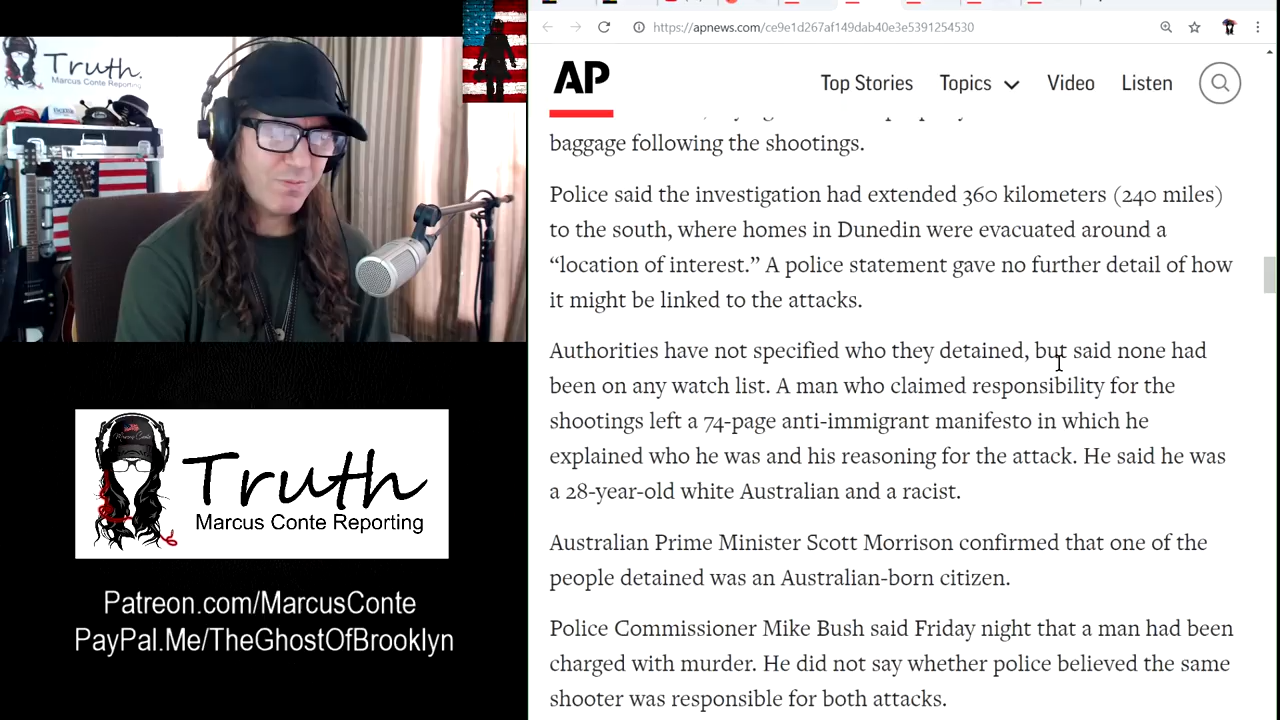 Truth.
Marcus Conte Reporting
https://apnews.com/ce9e1d267af149dab40e3e5391254530
AP
Top Stories
Topics
Video
Listen
baggage following the shootings.
Police said the investigation had extended 360 kilometers (240 miles)
to the south, where homes in Dunedin were evacuated around a
“location of interest.” A police statement gave no further detail of how
it might be linked to the attacks.
Authorities have not specified who they detained, but said none had
been on any watch list. A man who claimed responsibility for the
shootings left a 74-page anti-immigrant manifesto in which he
explained who he was and his reasoning for the attack. He said he was
a 28-year-old white Australian and a racist.
Australian Prime Minister Scott Morrison confirmed that one of the
people detained was an Australian-born citizen.
Police Commissioner Mike Bush said Friday night that a man had been
charged with murder. He did not say whether police believed the same
shooter was responsible for both attacks.
Marcus Conte
Truth
Marcus Conte Reporting
Patreon.com/MarcusConte
PayPal.Me/TheGhostOfBrooklyn